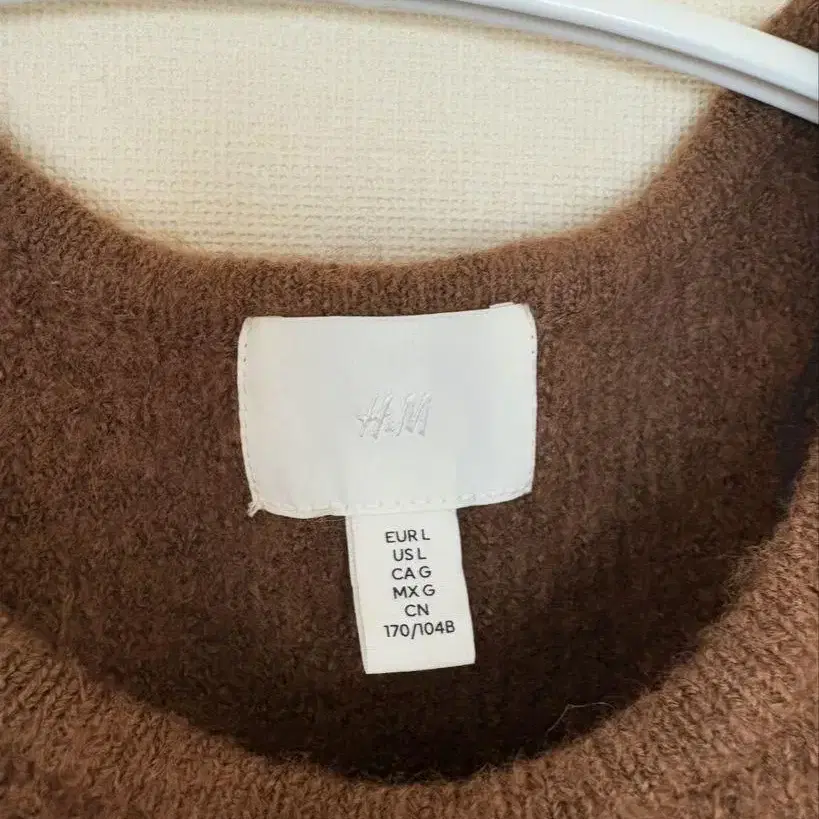 H&M
EUR L
US L
CA G
MX G
CN
170/104B